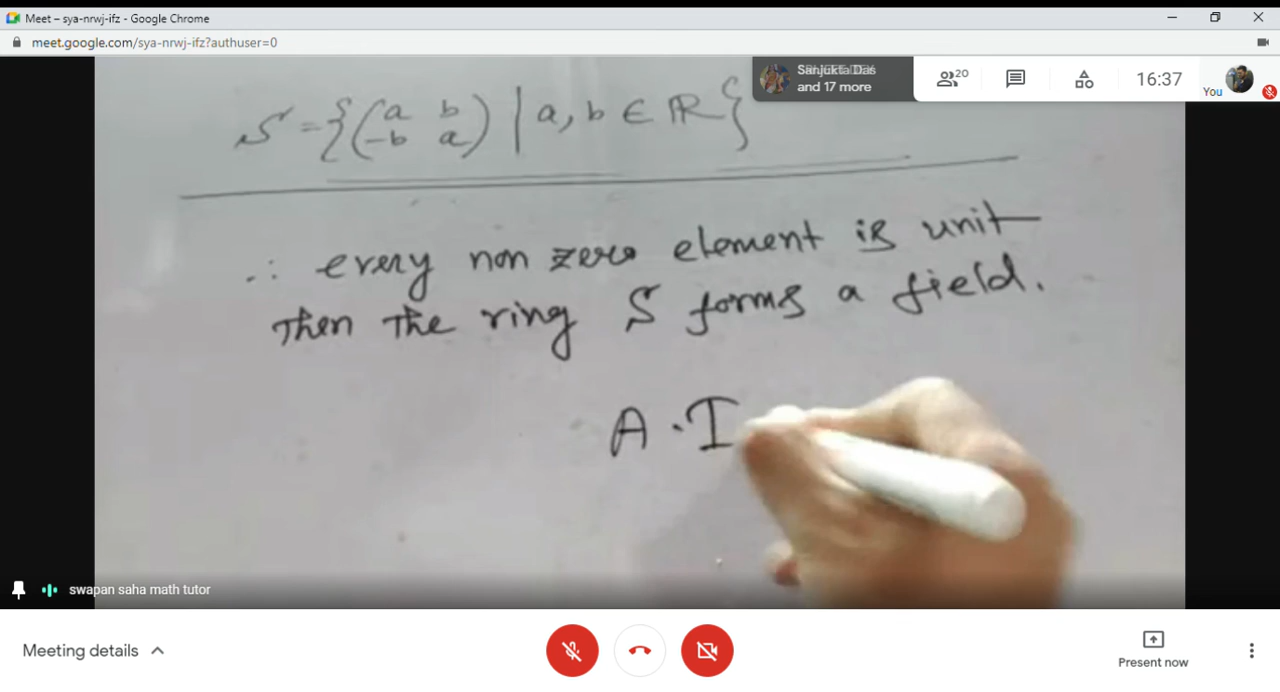 Meet – sya-nrwj-ifz - Google Chrome
meet.google.com/sya-nrwj-ifz?authuser=0
Sanjukta Das
and 17 more
20
16:37
You
S = {(a b
-b a) | a, b ∈ ℝ}
∴ every non zero element is unit
Then the ring S forms a field.
A . I
swapan saha math tutor
Meeting details
Present now